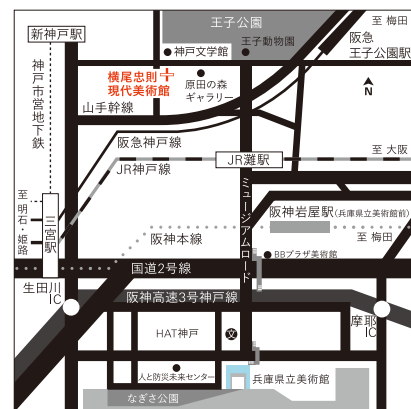 王子公園
至 梅田
新神戸駅
神戸文学館
王子動物園
阪急
王子公園駅
横尾忠則
現代美術館
原田の森
ギャラリー
N
神戸市営地下鉄
山手幹線
阪急神戸線
JR神戸線
JR灘駅
至 大阪
ミュージアムロード
至 明石・姫路
三宮駅
阪神岩屋駅(兵庫県立美術館前)
阪神本線
至 梅田
BBプラザ美術館
国道2号線
生田川
IC
阪神高速3号神戸線
摩耶
IC
HAT神戸
文
人と防災未来センター
兵庫県立美術館
なぎさ公園